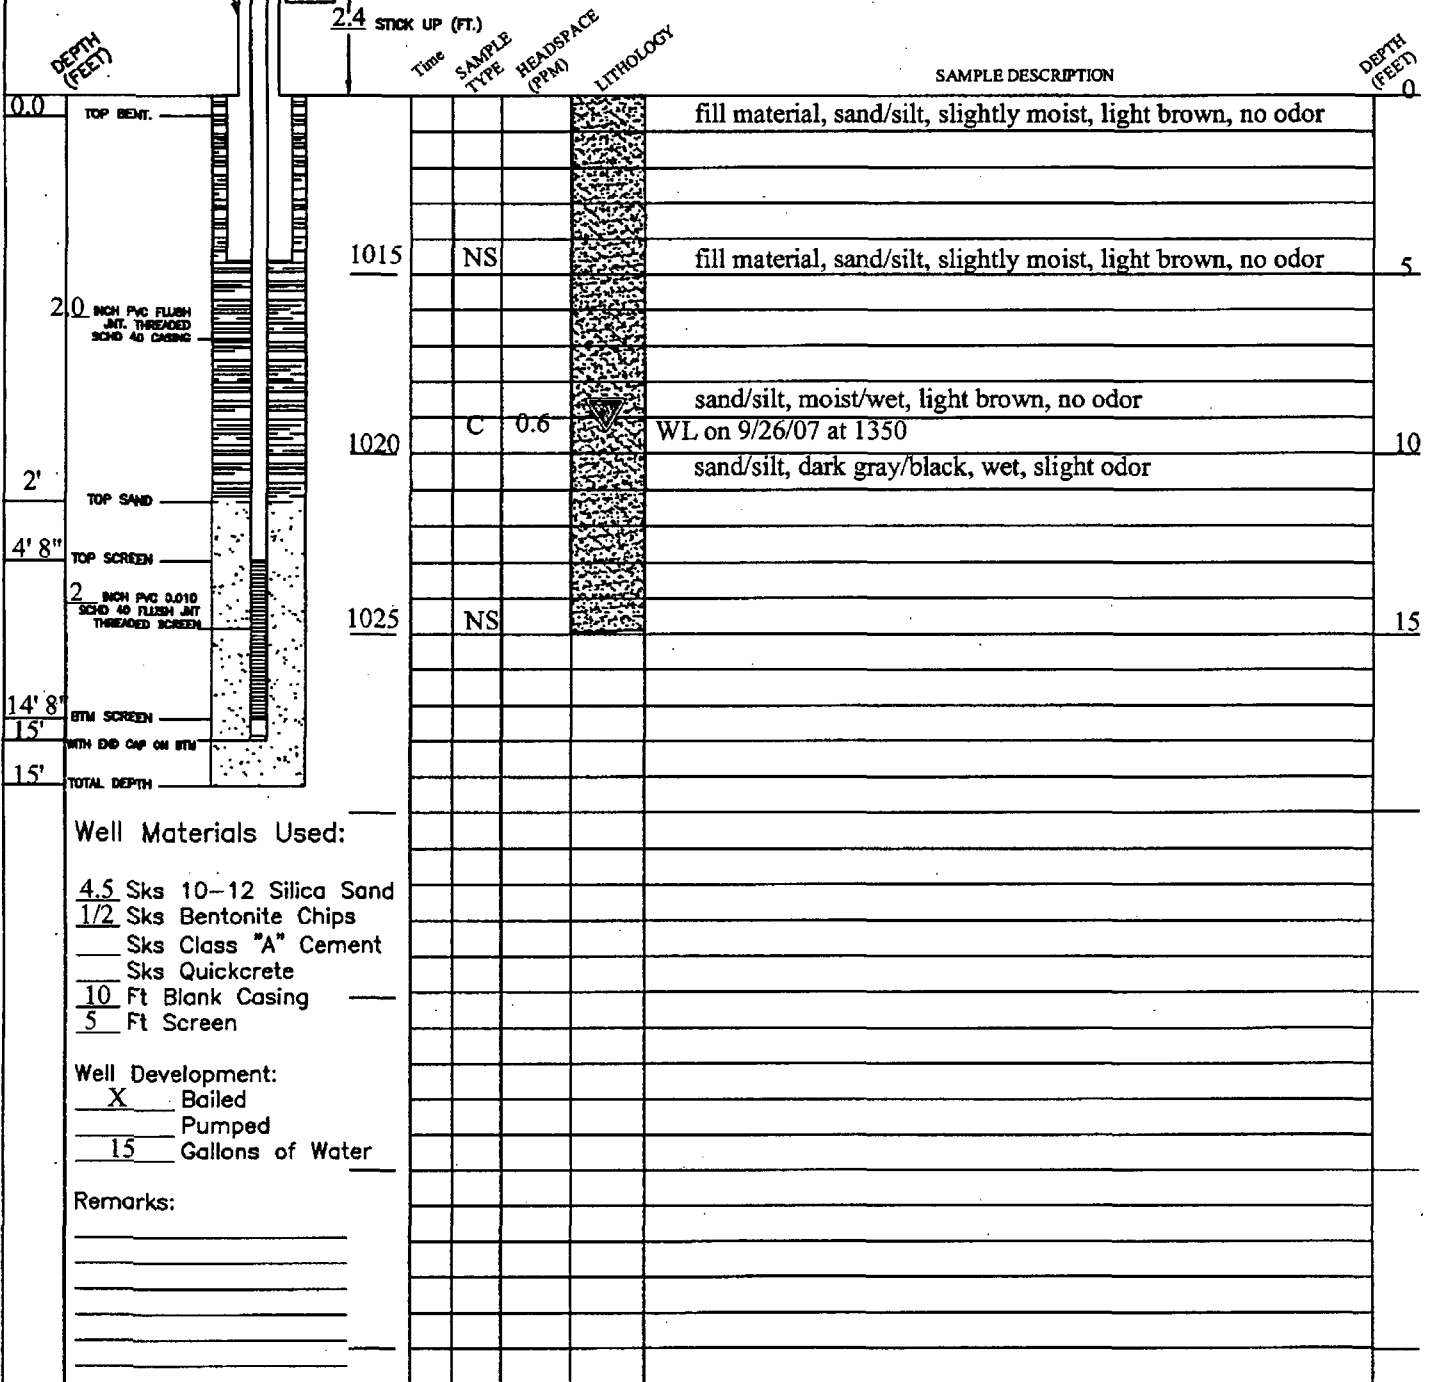 2.4 STICK UP (FT.)
DEPTH (FEET)
Time
SAMPLE TYPE
HEADSPACE (PPM)
LITHOLOGY
SAMPLE DESCRIPTION
DEPTH (FEET)
0
0.0 TOP BENT.
fill material, sand/silt, slightly moist, light brown, no odor
1015 NS fill material, sand/silt, slightly moist, light brown, no odor
5
2.0 INCH PVC FLUSH
JNT. THREADED
SCHD 40 CASING
sand/silt, moist/wet, light brown, no odor
C 0.6 WL on 9/26/07 at 1350
1020
10
sand/silt, dark gray/black, wet, slight odor
2' TOP SAND
4' 8" TOP SCREEN
2 INCH PVC 0.010
SCHD 40 FLUSH JNT
THREADED SCREEN
1025 NS
15
14' 8" BTM SCREEN
15' WITH END CAP ON BTM
15' TOTAL DEPTH
Well Materials Used:
4.5 Sks 10-12 Silica Sand
1/2 Sks Bentonite Chips
Sks Class "A" Cement
Sks Quickcrete
10 Ft Blank Casing
5 Ft Screen
Well Development:
X Bailed
Pumped
15 Gallons of Water
Remarks: